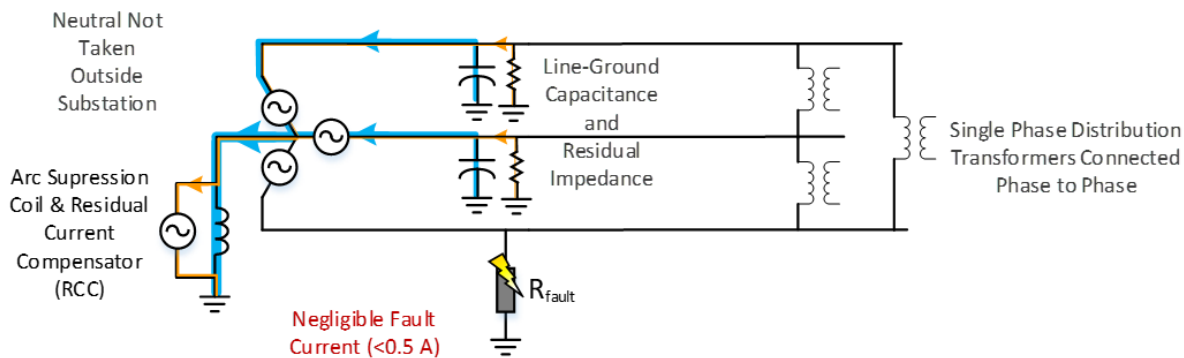 Neutral Not
Taken
Outside
Substation
Arc Supression
Coil & Residual
Current
Compensator
(RCC)
Line-Ground
Capacitance
and
Residual
Impedance
Single Phase Distribution
Transformers Connected
Phase to Phase
Rfault
Negligible Fault
Current (<0.5 A)